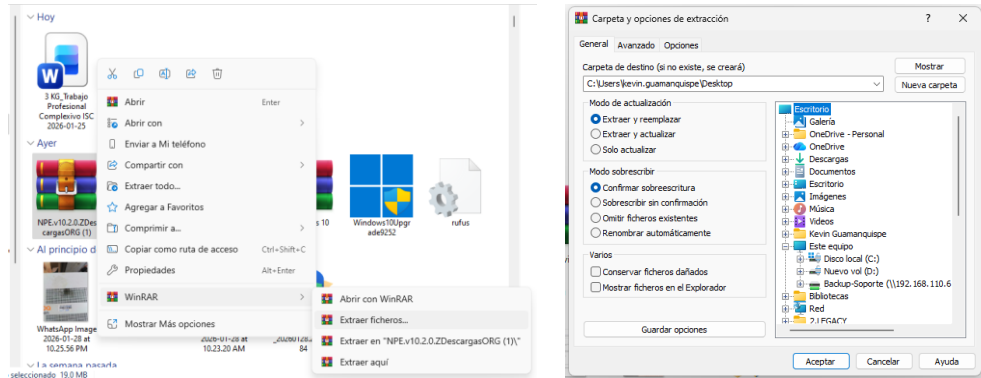 Hoy
3 KG_Trabajo
Profesional
Complexivo ISC
2026-01-25
Ayer
NPE.v10.2.0.ZDes
cargasORG (1)
Al principio d
WhatsApp Image
2026-01-28 at
10.25.56 PM
La semana pasada
seleccionado 19.0 MB
Abrir Enter
Abrir con
Enviar a Mi teléfono
Compartir con
Extraer todo...
Agregar a Favoritos
Comprimir a...
Copiar como ruta de acceso Ctrl+Shift+C
Propiedades Alt+Enter
WinRAR
Mostrar Más opciones
Abrir con WinRAR
Extraer ficheros...
Extraer en "NPE.v10.2.0.ZDescargasORG (1)\"
Extraer aquí
s 10
Windows10Upgr
ade9252
rufus
2026-01-28 at
10.23.20 AM
_20260128.
84
Carpeta y opciones de extracción
General Avanzado Opciones
Carpeta de destino (si no existe, se creará)
C:\Users\kevin.guamanquispe\Desktop
Mostrar
Nueva carpeta
Modo de actualización
Extraer y reemplazar
Extraer y actualizar
Solo actualizar
Modo sobrescribir
Confirmar sobreescritura
Sobrescribir sin confirmación
Omitir ficheros existentes
Renombrar automáticamente
Varios
Conservar ficheros dañados
Mostrar ficheros en el Explorador
Guardar opciones
Escritorio
Galería
OneDrive - Personal
OneDrive
Descargas
Documentos
Escritorio
Imágenes
Música
Videos
Kevin Guamanquispe
Este equipo
Disco local (C:)
Nuevo vol (D:)
Backup-Soporte (\\192.168.110.6
Bibliotecas
Red
2.LEGACY
Aceptar Cancelar Ayuda